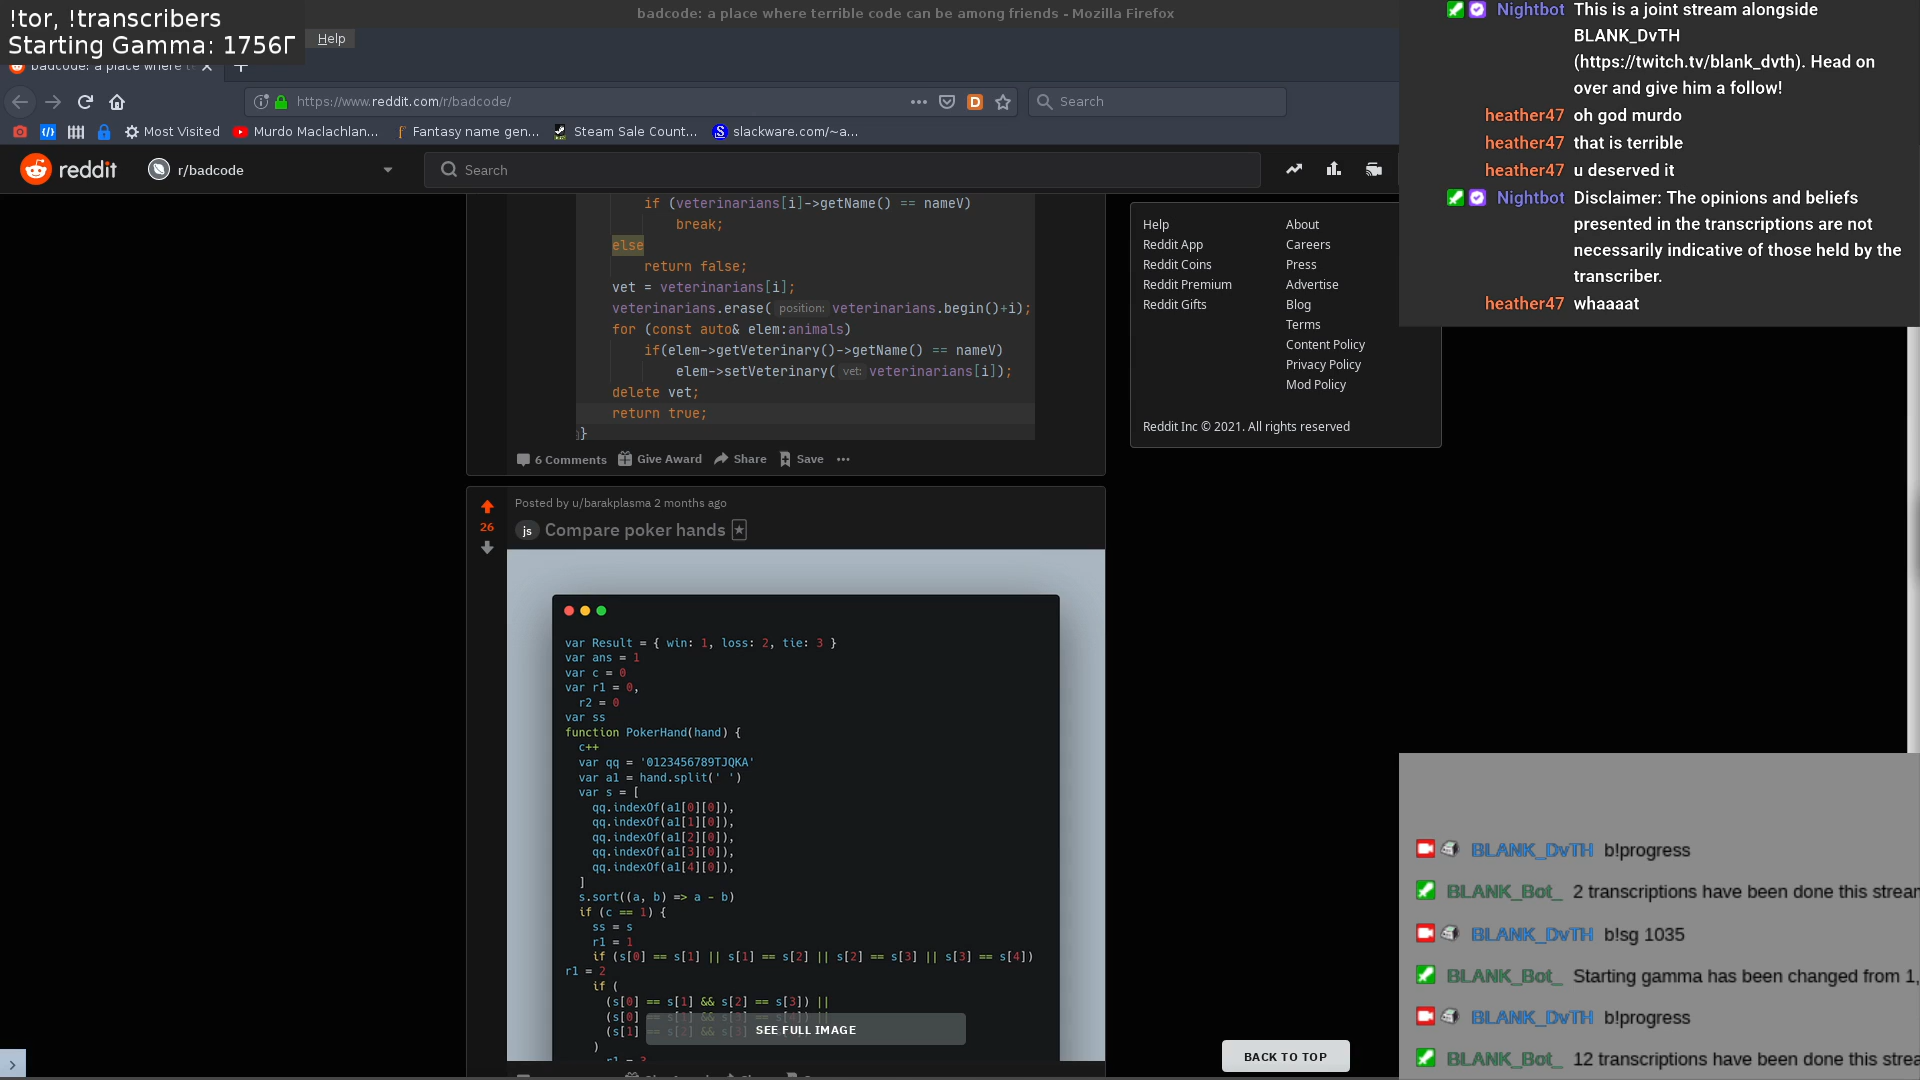 !tor, !transcribers
Starting Gamma: 1756Γ
badcode: a place where terrible code can be among friends - Mozilla Firefox
Help
badcode: a place where t
https://www.reddit.com/r/badcode/
Search
Most Visited
Murdo Maclachlan...
Fantasy name gen...
Steam Sale Count...
slackware.com/~a...
reddit
r/badcode
Search
if (veterinarians[i]->getName() == nameV)
break;
else
return false;
vet = veterinarians[i];
veterinarians.erase( position: veterinarians.begin()+i);
for (const auto& elem:animals)
if(elem->getVeterinary()->getName() == nameV)
elem->setVeterinary( vet: veterinarians[i]);
delete vet;
return true;
}
6 Comments
Give Award
Share
Save
Posted by u/barakplasma 2 months ago
26
js
Compare poker hands
var Result = { win: 1, loss: 2, tie: 3 }
var ans = 1
var c = 0
var r1 = 0,
r2 = 0
var ss
function PokerHand(hand) {
c++
var qq = '0123456789TJQKA'
var a1 = hand.split(' ')
var s = [
qq.indexOf(a1[0][0]),
qq.indexOf(a1[1][0]),
qq.indexOf(a1[2][0]),
qq.indexOf(a1[3][0]),
qq.indexOf(a1[4][0]),
]
s.sort((a, b) => a - b)
if (c == 1) {
ss = s
r1 = 1
if (s[0] == s[1] || s[1] == s[2] || s[2] == s[3] || s[3] == s[4])
r1 = 2
if (
(s[0] == s[1] && s[2] == s[3]) ||
(s[0] == s[1] && s[3] == s[4]) ||
(s[1] == s[2] && s[3]
SEE FULL IMAGE
)
r1 = 3
Help
Reddit App
Reddit Coins
Reddit Premium
Reddit Gifts
About
Careers
Press
Advertise
Blog
Terms
Content Policy
Privacy Policy
Mod Policy
Reddit Inc © 2021. All rights reserved
BACK TO TOP
Nightbot This is a joint stream alongside
BLANK_DvTH
(https://twitch.tv/blank_dvth). Head on
over and give him a follow!
heather47 oh god murdo
heather47 that is terrible
heather47 u deserved it
Nightbot Disclaimer: The opinions and beliefs
presented in the transcriptions are not
necessarily indicative of those held by the
transcriber.
heather47 whaaaat
BLANK_DvTH b!progress
BLANK_Bot_ 2 transcriptions have been done this stream
BLANK_DvTH b!sg 1035
BLANK_Bot_ Starting gamma has been changed from 1,
BLANK_DvTH b!progress
BLANK_Bot_ 12 transcriptions have been done this strea